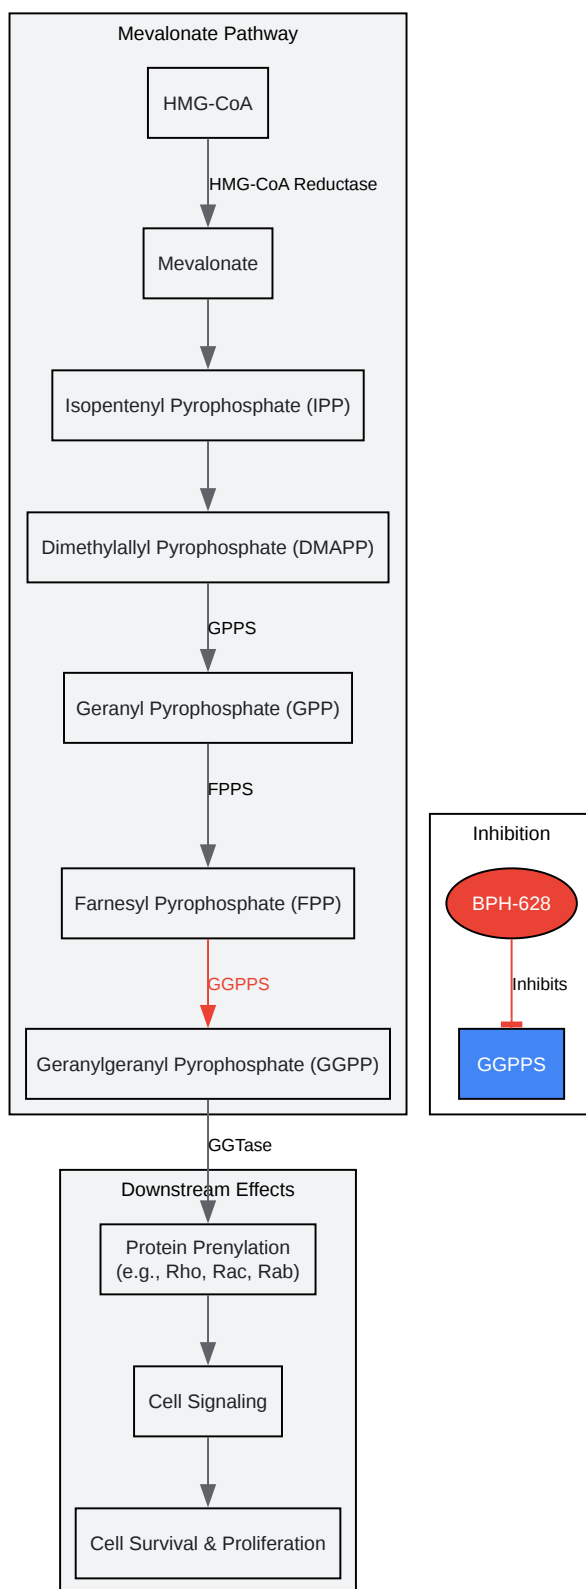 Mevalonate Pathway
HMG-CoA
HMG-CoA Reductase
Mevalonate
Isopentenyl Pyrophosphate (IPP)
Dimethylallyl Pyrophosphate (DMAPP)
GPPS
Geranyl Pyrophosphate (GPP)
FPPS
Farnesyl Pyrophosphate (FPP)
GGPPS
Geranylgeranyl Pyrophosphate (GGPP)
Inhibition
BPH-628
Inhibits
GGPPS
GGTase
Downstream Effects
Protein Prenylation
(e.g., Rho, Rac, Rab)
Cell Signaling
Cell Survival & Proliferation